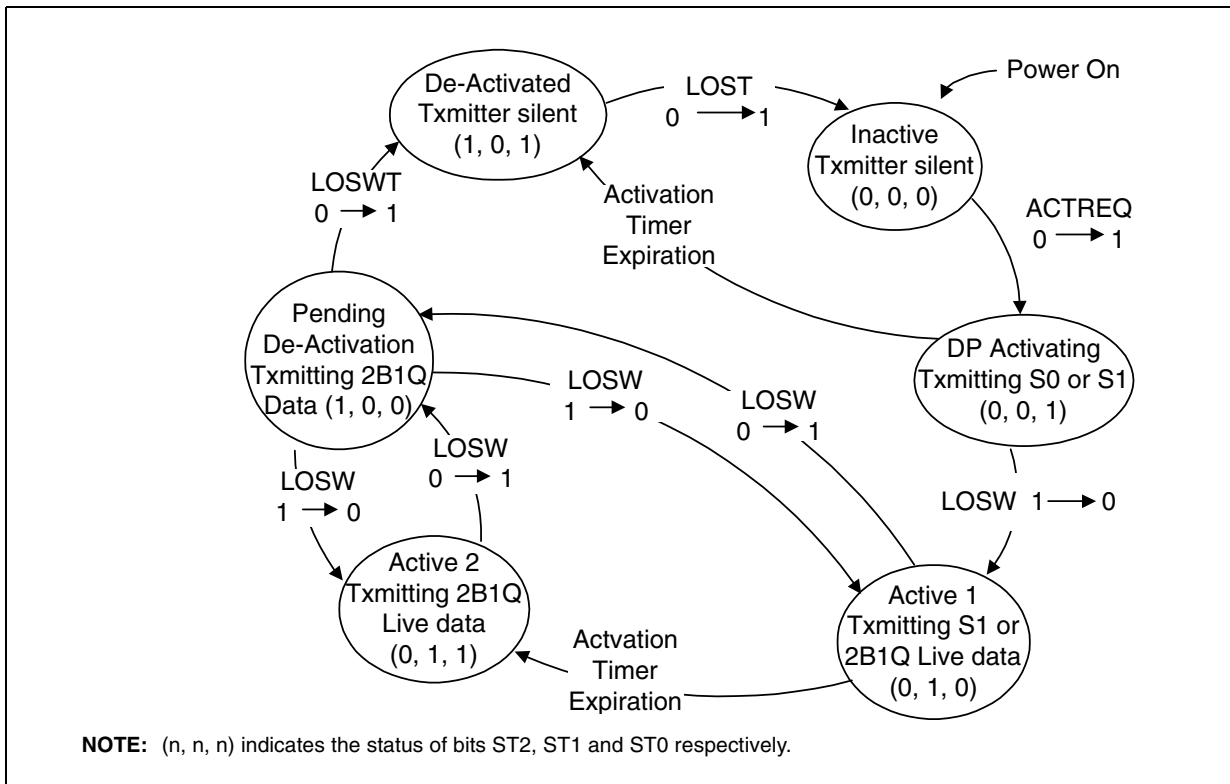 De-Activated
Txmitter silent
(1, 0, 1)
LOST
0 → 1
Power On
Inactive
Txmitter silent
(0, 0, 0)
LOSWT
0 → 1
Activation
Timer
Expiration
ACTREQ
0 → 1
Pending
De-Activation
Txmitting 2B1Q
Data (1, 0, 0)
DP Activating
Txmitting S0 or S1
(0, 0, 1)
LOSW
1 → 0
LOSW
0 → 1
LOSW
0 → 1
LOSW
1 → 0
LOSW 1 → 0
Active 2
Txmitting 2B1Q
Live data
(0, 1, 1)
Actvation
Timer
Expiration
Active 1
Txmitting S1 or
2B1Q Live data
(0, 1, 0)
NOTE: (n, n, n) indicates the status of bits ST2, ST1 and ST0 respectively.